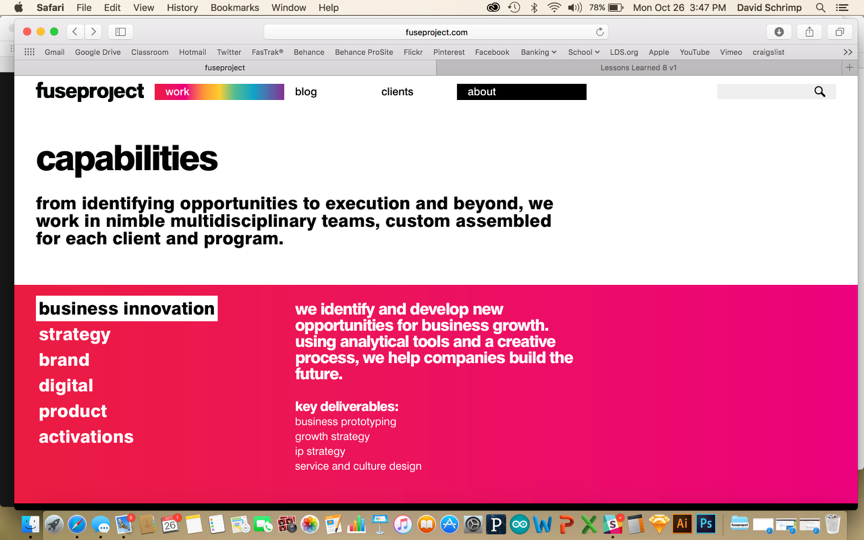 Safari File Edit View History Bookmarks Window Help 78% Mon Oct 26 3:47 PM David Schrimp
fuseproject.com
Gmail Google Drive Classroom Hotmail Twitter FasTrak® Behance Behance ProSite Flickr Pinterest Facebook Banking School LDS.org Apple YouTube Vimeo craigslist
fuseproject Lessons Learned 8 v1
fuseproject work blog clients about
capabilities
from identifying opportunities to execution and beyond, we
work in nimble multidisciplinary teams, custom assembled
for each client and program.
business innovation
strategy
brand
digital
product
activations
we identify and develop new
opportunities for business growth.
using analytical tools and a creative
process, we help companies build the
future.
key deliverables:
business prototyping
growth strategy
ip strategy
service and culture design
26
Ai
Ps